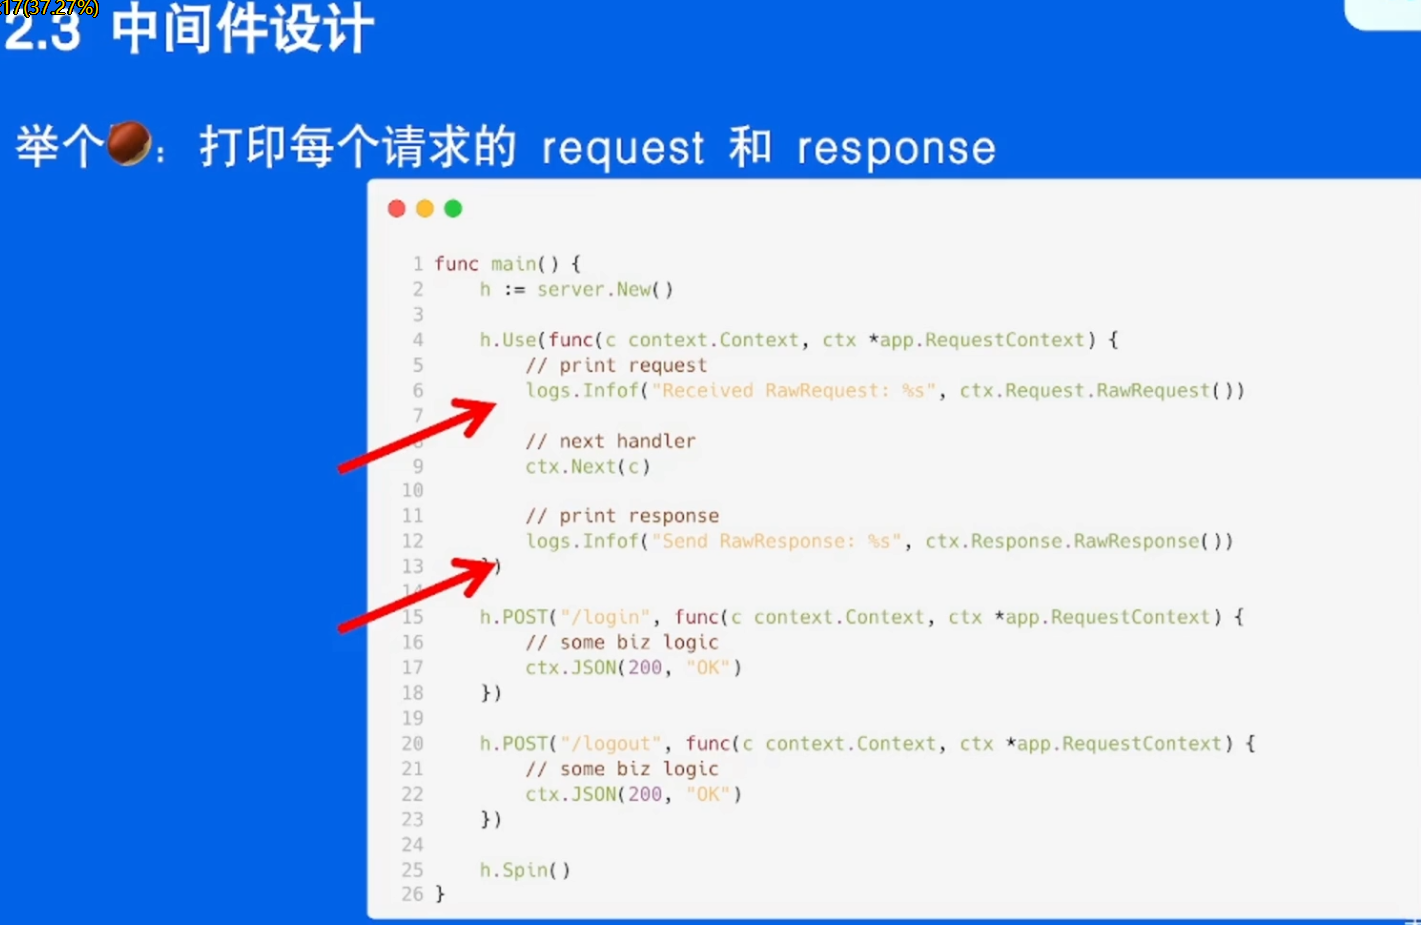 17(37.27%)
2.3 中间件设计
举个🌰：打印每个请求的 request 和 response
1 func main() {
2     h := server.New()
3
4     h.Use(func(c context.Context, ctx *app.RequestContext) {
5         // print request
6         logs.Infof("Received RawRequest: %s", ctx.Request.RawRequest())
7
8         // next handler
9         ctx.Next(c)
10
11         // print response
12         logs.Infof("Send RawResponse: %s", ctx.Response.RawResponse())
13     })
14
15     h.POST("/login", func(c context.Context, ctx *app.RequestContext) {
16         // some biz logic
17         ctx.JSON(200, "OK")
18     })
19
20     h.POST("/logout", func(c context.Context, ctx *app.RequestContext) {
21         // some biz logic
22         ctx.JSON(200, "OK")
23     })
24
25     h.Spin()
26 }